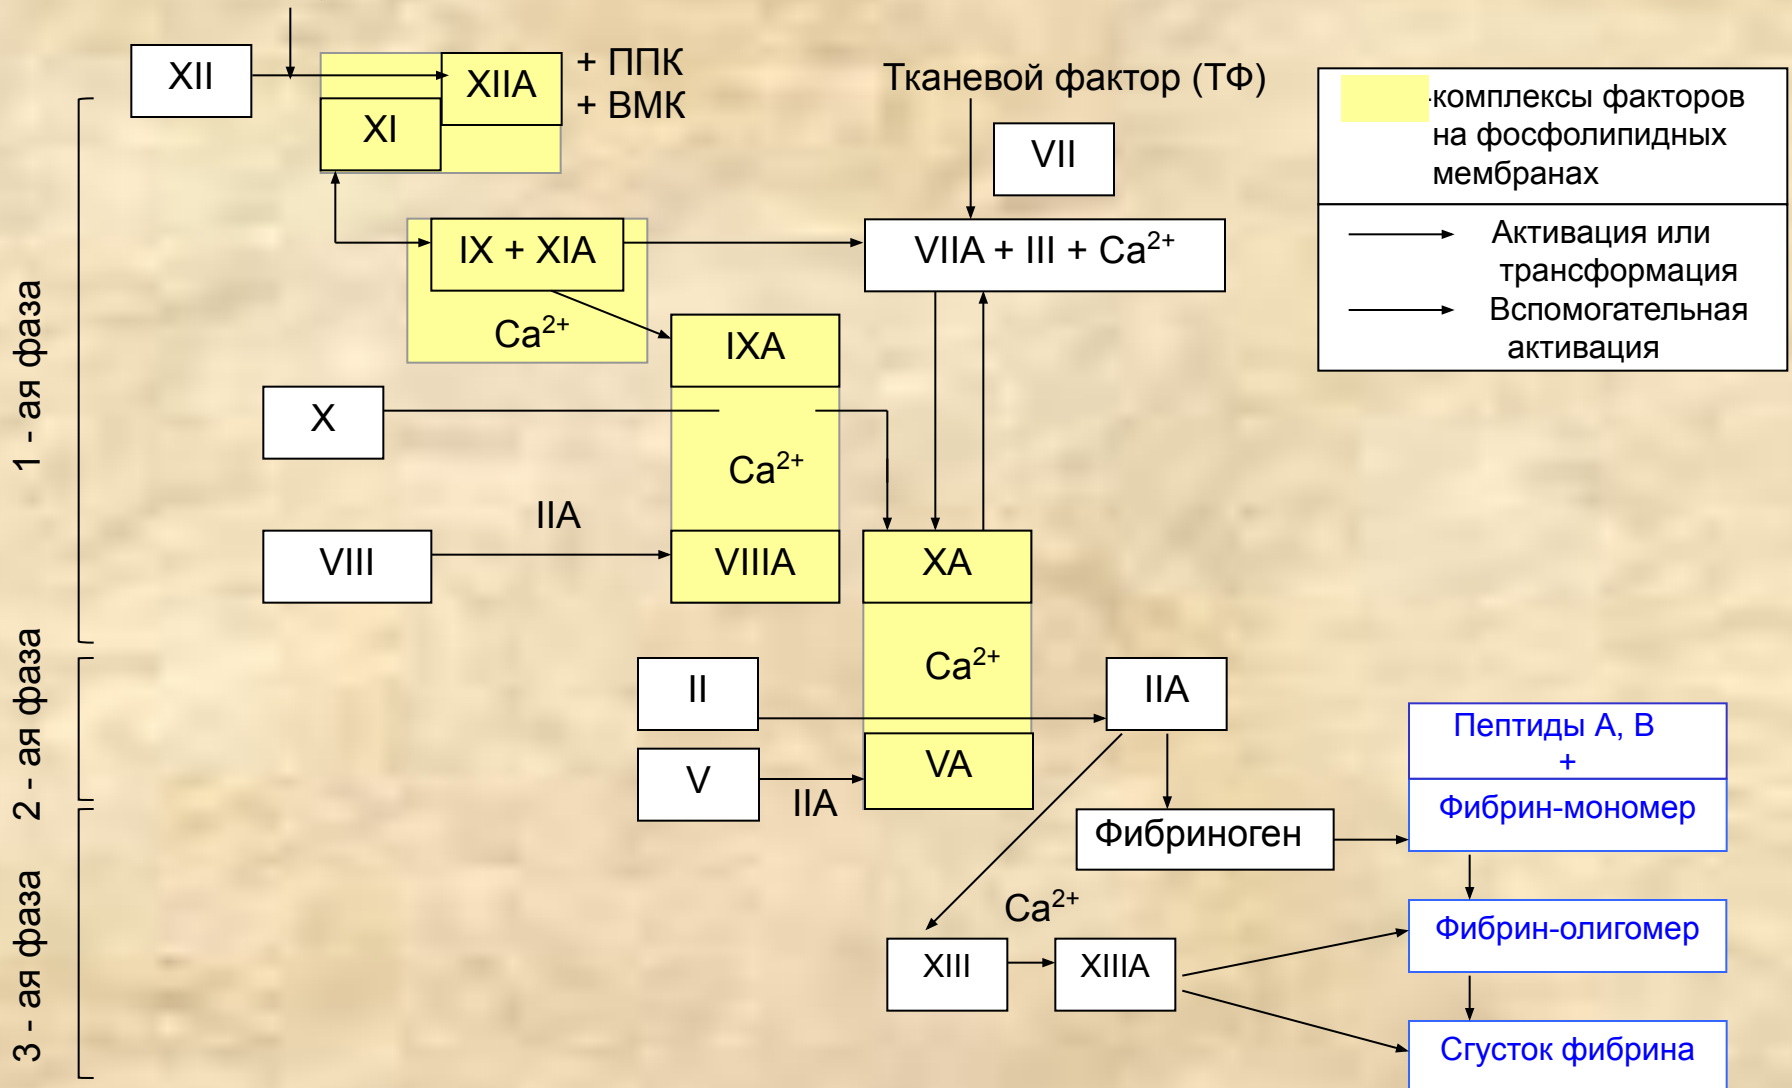 XII
XIIA
+ ППК
+ ВМК
XI
Тканевой фактор (ТФ)
VII
-комплексы факторов
на фосфолипидных
мембранах
Активация или
трансформация
Вспомогательная
активация
1 - ая фаза
IX + XIA
Ca²⁺
VIIA + III + Ca²⁺
IXA
X
Ca²⁺
IIA
VIII
VIIIA
XA
2 - ая фаза
II
Ca²⁺
IIA
V
IIA
VA
Пептиды А, В
+
Фибрин-мономер
Фибриноген
3 - ая фаза
Ca²⁺
XIII
XIIIA
Фибрин-олигомер
Сгусток фибрина